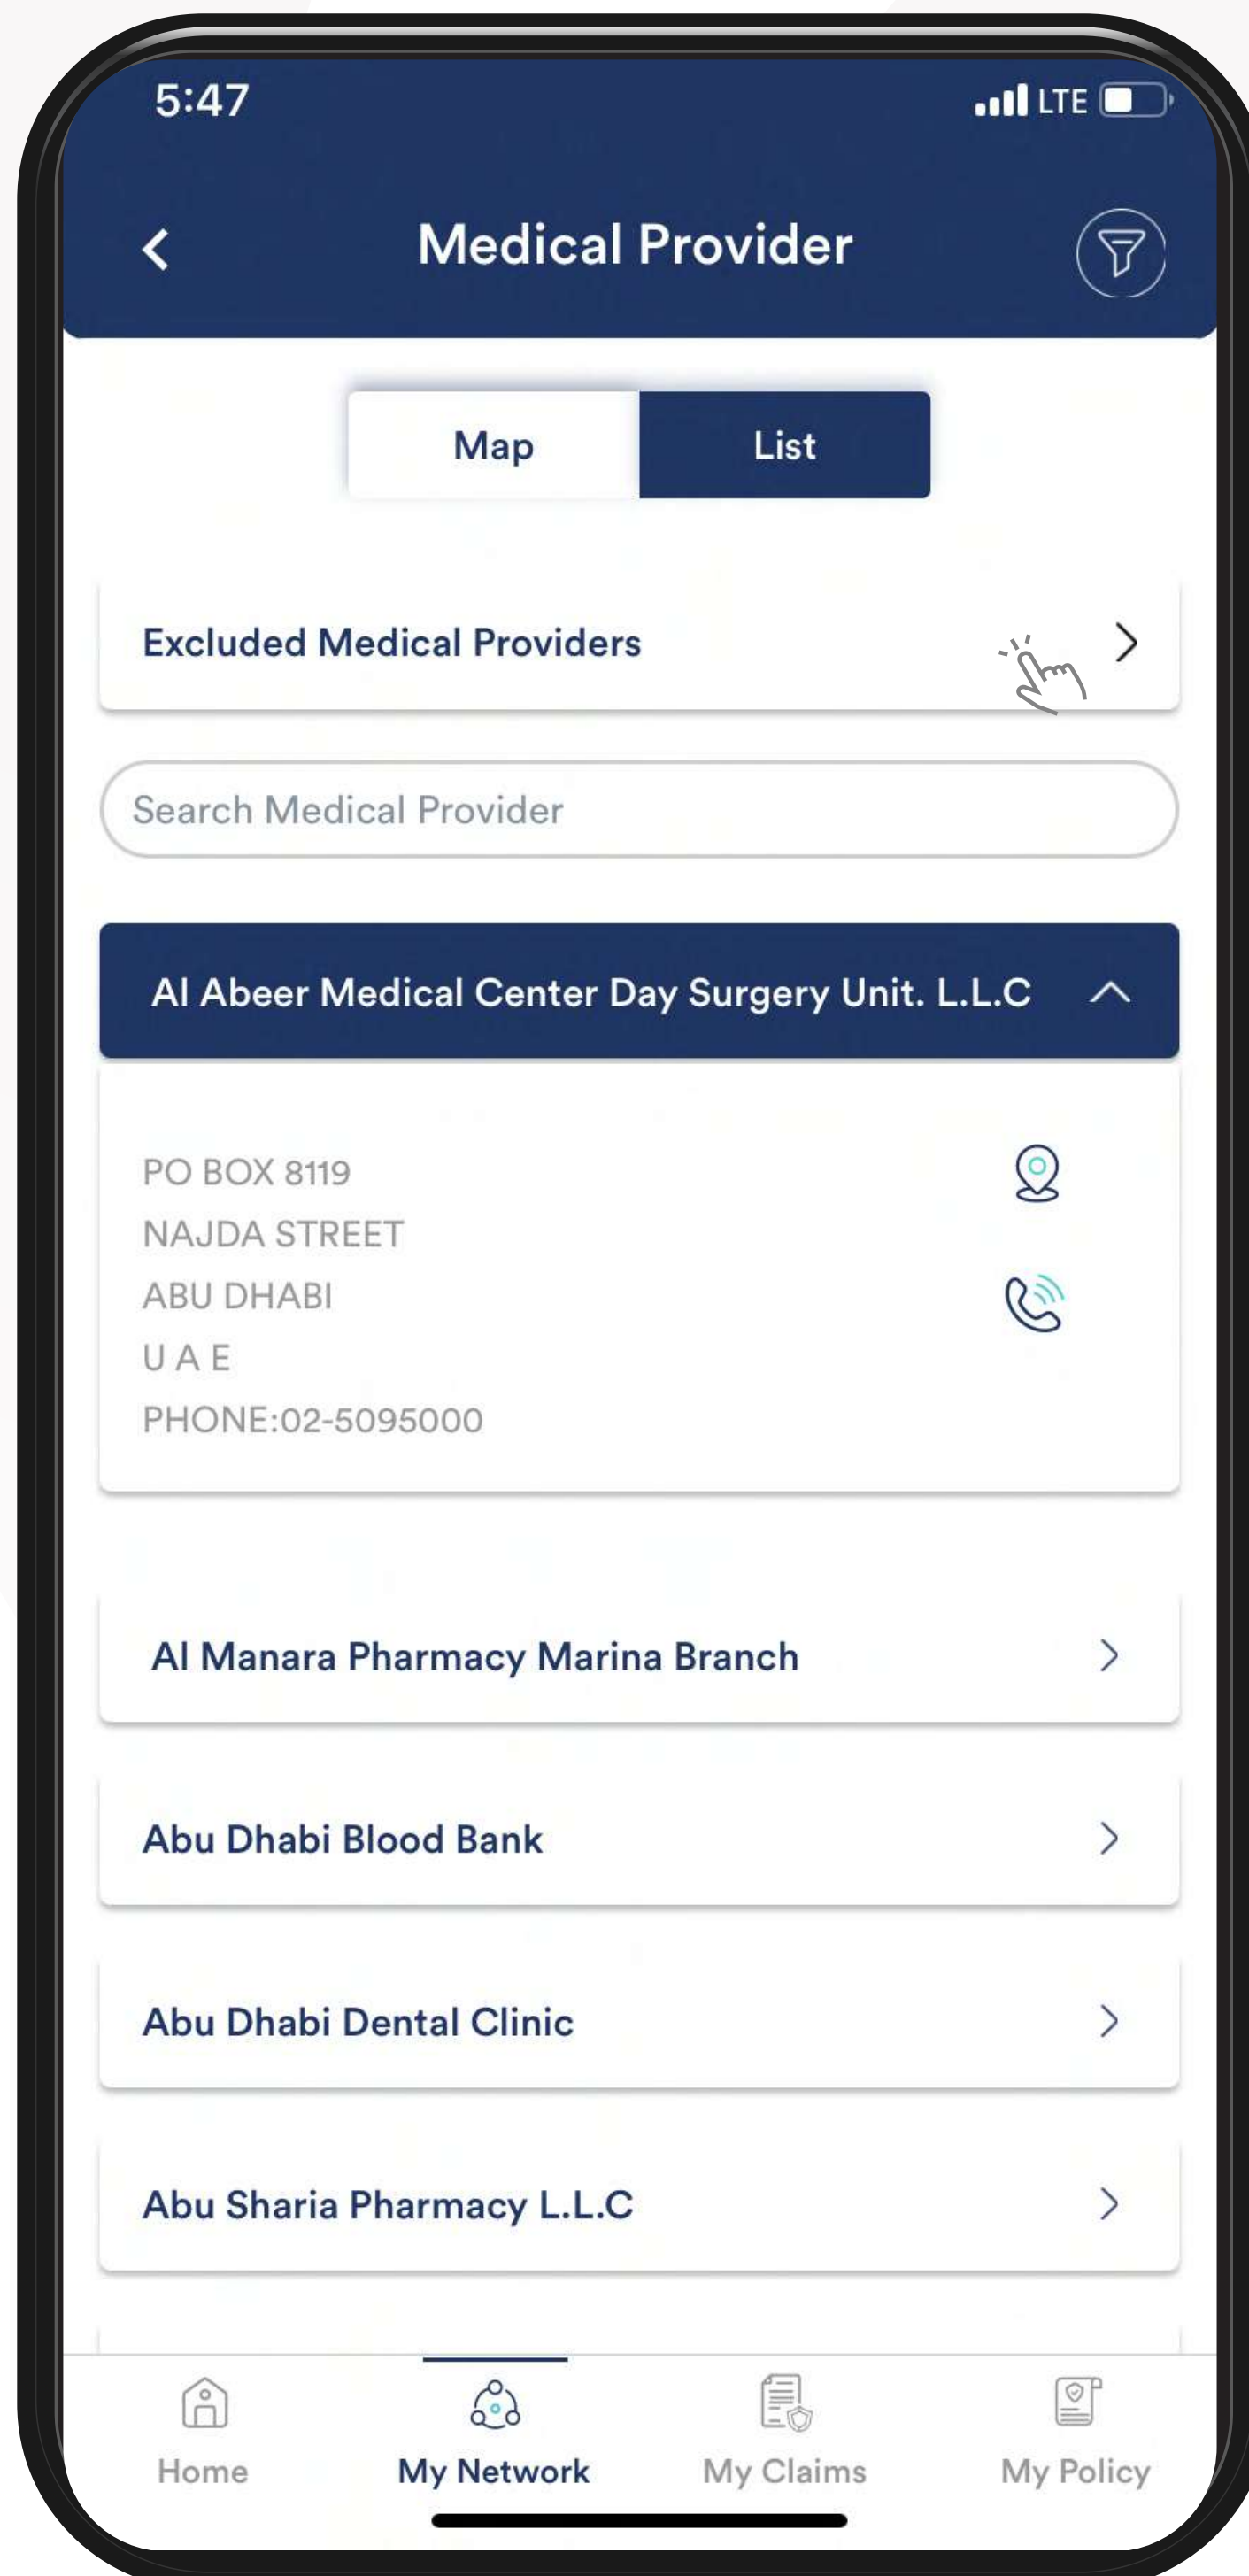 5:47
LTE
Medical Provider
Map
List
Excluded Medical Providers
Search Medical Provider
Al Abeer Medical Center Day Surgery Unit. L.L.C
PO BOX 8119
NAJDA STREET
ABU DHABI
U A E
PHONE:02-5095000
Al Manara Pharmacy Marina Branch
Abu Dhabi Blood Bank
Abu Dhabi Dental Clinic
Abu Sharia Pharmacy L.L.C
Home
My Network
My Claims
My Policy